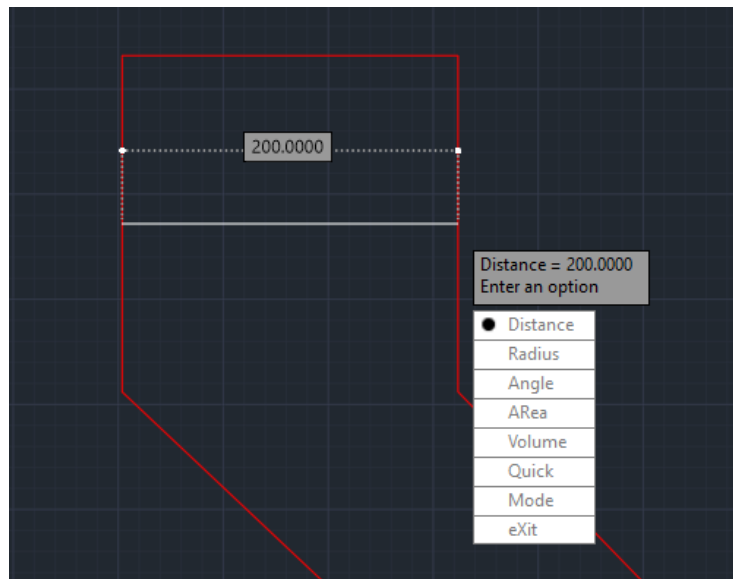 200.0000
Distance = 200.0000
Enter an option
Distance
Radius
Angle
ARea
Volume
Quick
Mode
eXit